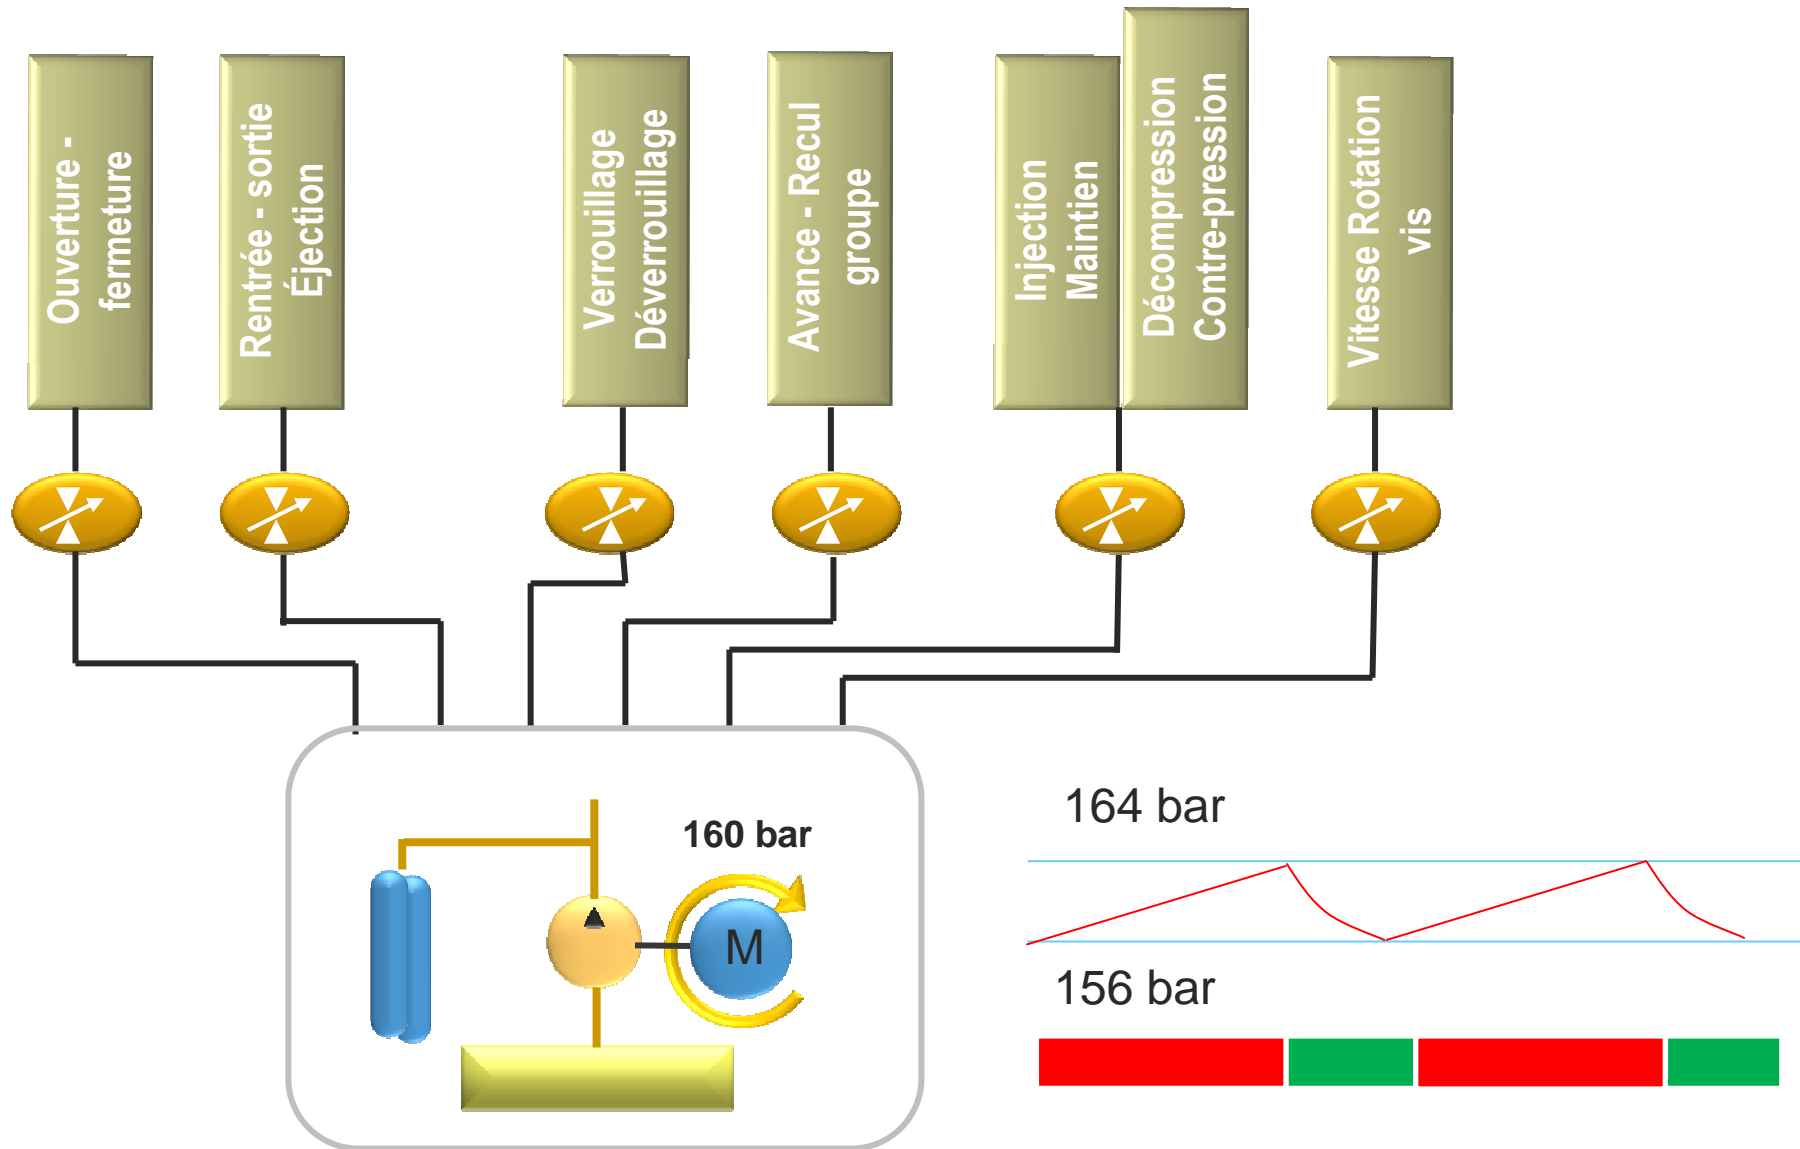 Ouverture -
fermeture
Rentrée - sortie
Éjection
Verrouillage
Déverrouillage
Avance - Recul
groupe
Injection
Maintien
Décompression
Contre-pression
Vitesse Rotation
vis
160 bar
M
164 bar
156 bar